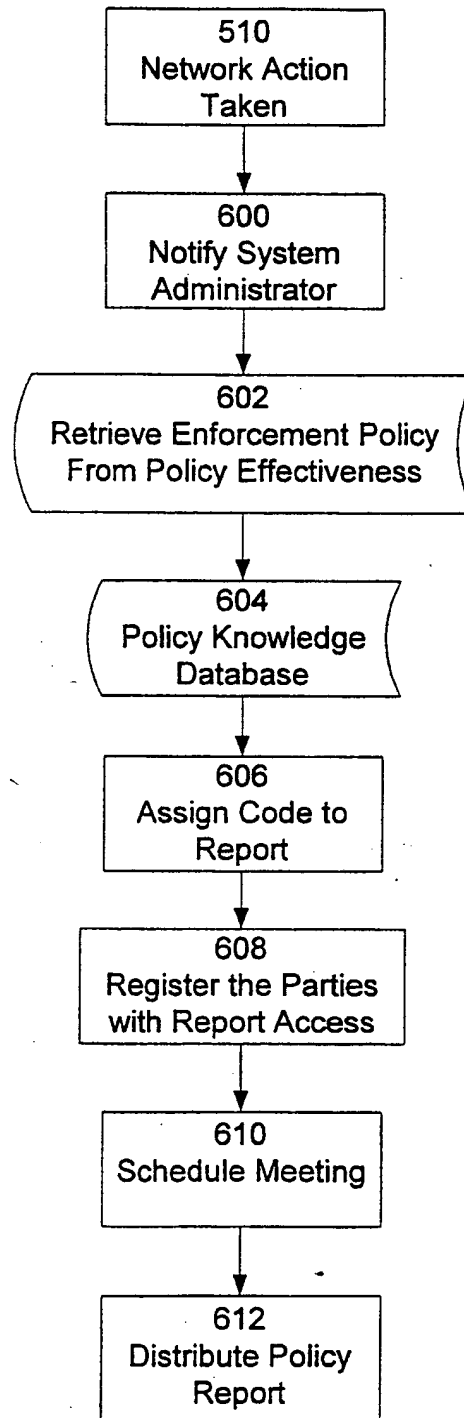 510
Network Action
Taken
600
Notify System
Administrator
602
Retrieve Enforcement Policy
From Policy Effectiveness
604
Policy Knowledge
Database
606
Assign Code to
Report
608
Register the Parties
with Report Access
610
Schedule Meeting
612
Distribute Policy
Report